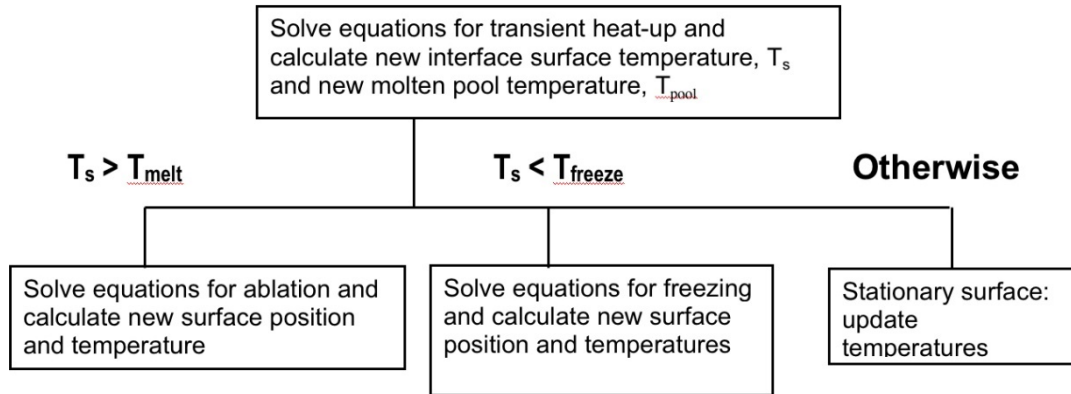 Solve equations for transient heat-up and
calculate new interface surface temperature, Tₛ
and new molten pool temperature, Tpool
Tₛ > Tmelt
Tₛ < Tfreeze
Otherwise
Solve equations for ablation and
calculate new surface position
and temperature
Solve equations for freezing
and calculate new surface
position and temperatures
Stationary surface:
update
temperatures